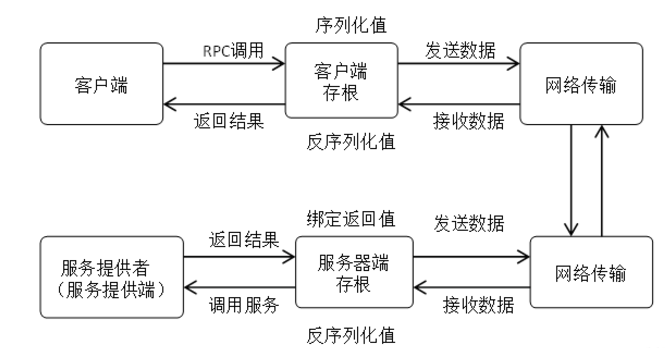 序列化值
RPC调用
发送数据
客户端
客户端
存根
网络传输
返回结果
接收数据
反序列化值
绑定返回值
返回结果
发送数据
服务提供者
（服务提供端）
服务器端
存根
网络传输
调用服务
接收数据
反序列化值